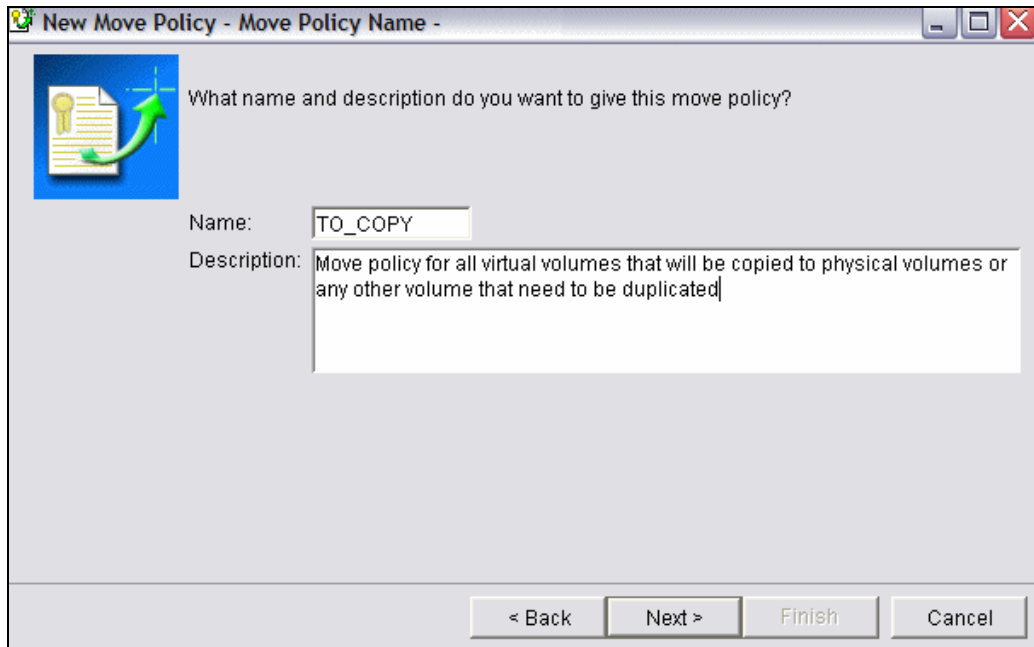 New Move Policy - Move Policy Name -
What name and description do you want to give this move policy?
Name: TO_COPY
Description: Move policy for all virtual volumes that will be copied to physical volumes or
any other volume that need to be duplicated
< Back Next > Finish Cancel